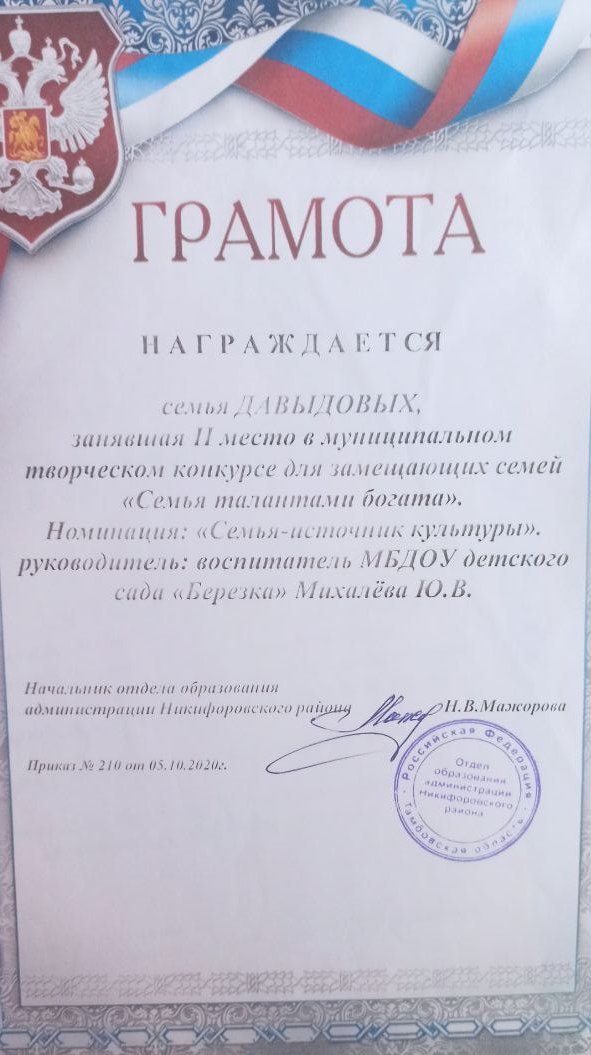 ГРАМОТА
НАГРАЖДАЕТСЯ
семья ДАВЫДОВЫХ,
занявшая II место в муниципальном
творческом конкурсе для замещающих семей
«Семья талантами богата».
Номинация: «Семья-источник культуры».
руководитель: воспитатель МБДОУ детского
сада «Березка» Михалёва Ю.В.
Начальник отдела образования
администрации Никифоровского района Н.В.Мажорова
Приказ № 210 от 05.10.2020г.
Российская Федерация
Отдел
образования
администрации
Никифоровского
района
Тамбовская область